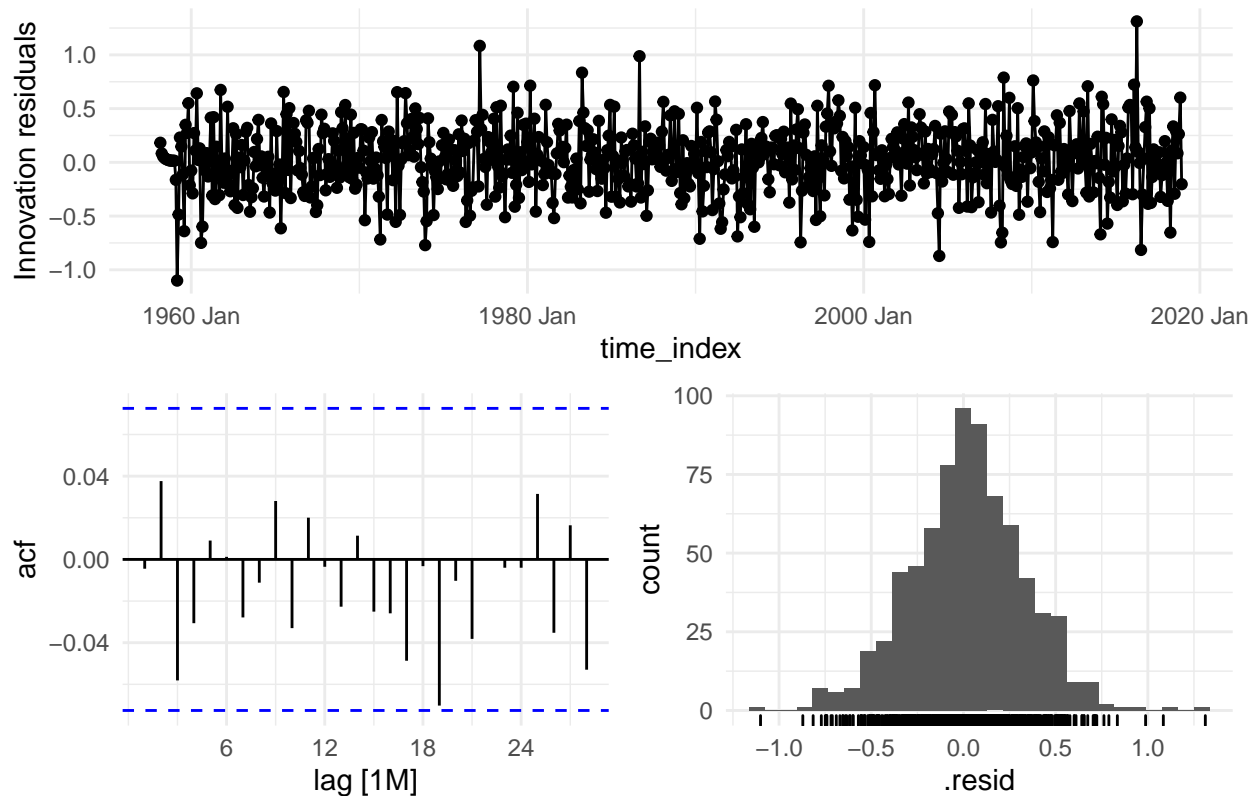 Innovation residuals
1.0
0.5
0.0
−0.5
−1.0
1960 Jan
1980 Jan
2000 Jan
2020 Jan
time_index
acf
0.04
0.00
−0.04
6
12
18
24
lag [1M]
count
100
75
50
25
0
−1.0
−0.5
0.0
0.5
1.0
.resid